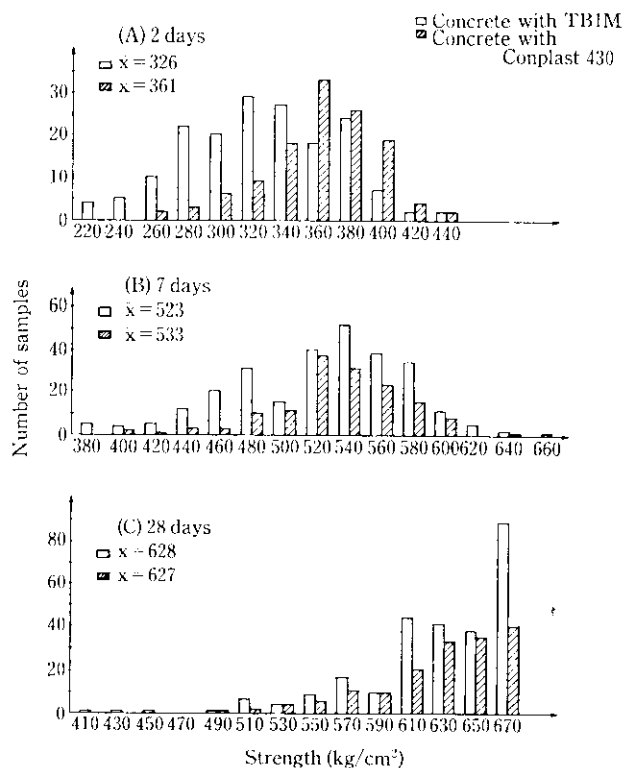 Concrete with TBIM
Concrete with
Conplast 430
(A) 2 days
x = 326
x = 361
30
20
10
0
220 240 260 280 300 320 340 360 380 400 420 440
(B) 7 days
x = 523
x = 533
60
40
20
0
380 400 420 440 460 480 500 520 540 560 580 600 620 640 660
Number of samples
(C) 28 days
x = 628
x = 627
80
60
40
20
0
410 430 450 470 490 510 530 550 570 590 610 630 650 670
Strength (kg/cm²)